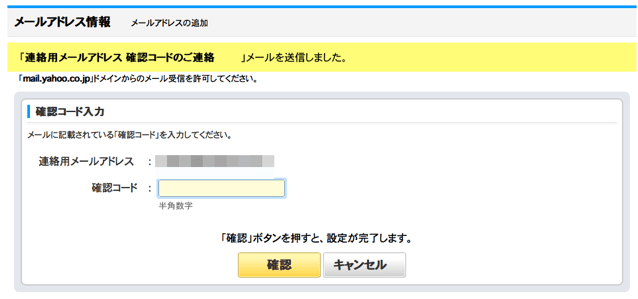 メールアドレス情報 メールアドレスの追加
「連絡用メールアドレス 確認コードのご連絡 」メールを送信しました。
「mail.yahoo.co.jp」ドメインからのメール受信を許可してください。
確認コード入力
メールに記載されている「確認コード」を入力してください。
連絡用メールアドレス :
確認コード :
半角数字
「確認」ボタンを押すと、設定が完了します。
確認 キャンセル